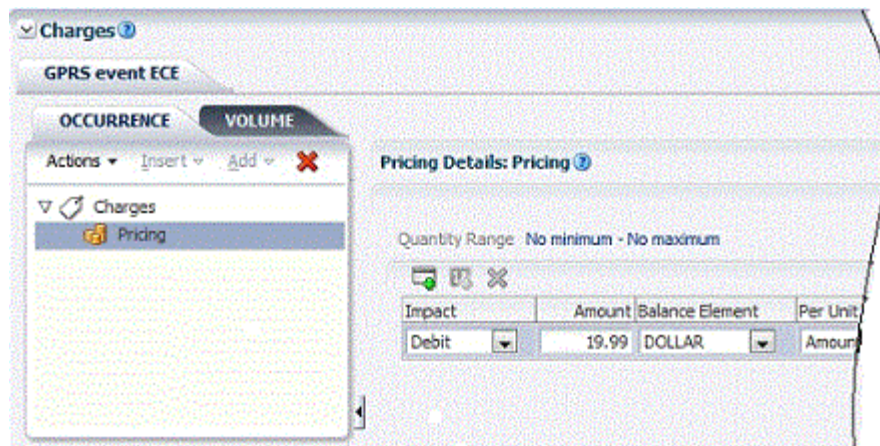 Charges
GPRS event ECE
OCCURRENCE VOLUME
Actions Insert Add
Charges
Pricing
Pricing Details: Pricing
Quantity Range No minimum - No maximum
Impact Amount Balance Element Per Unit
Debit 19.99 DOLLAR Amoun